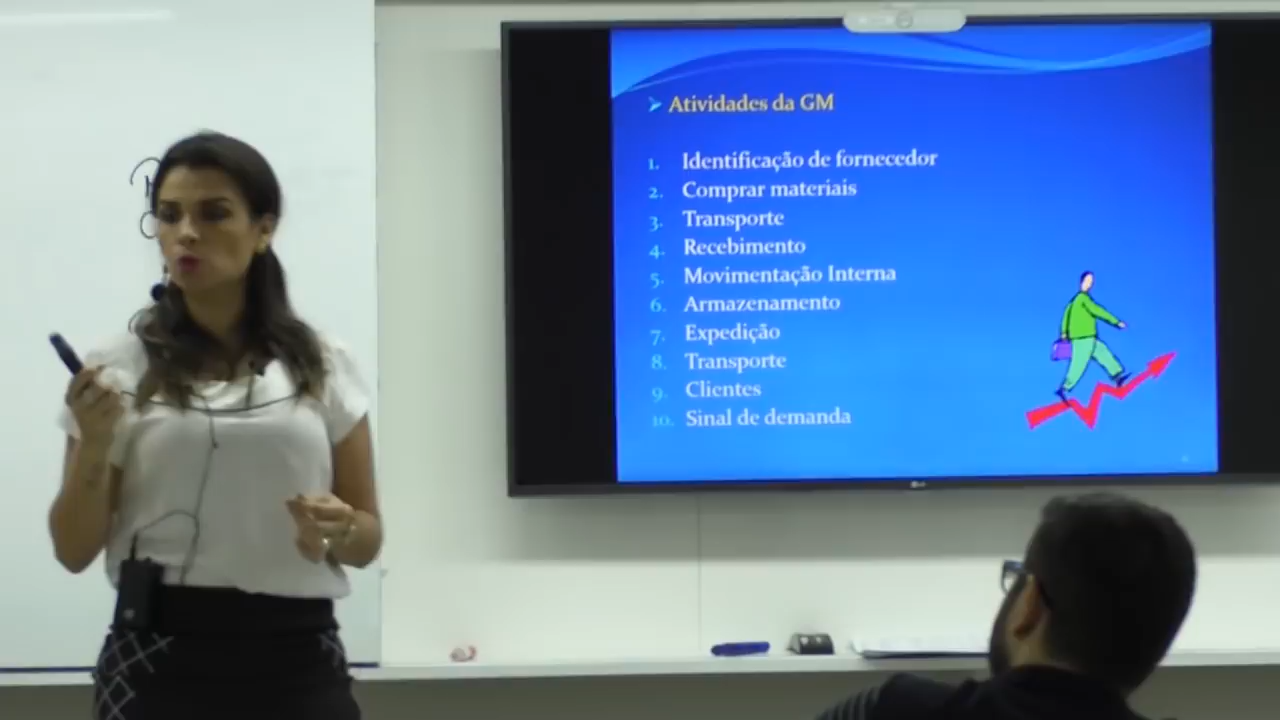 Atividades da GM
1. Identificação de fornecedor
2. Comprar materiais
3. Transporte
4. Recebimento
5. Movimentação Interna
6. Armazenamento
7. Expedição
8. Transporte
9. Clientes
10. Sinal de demanda